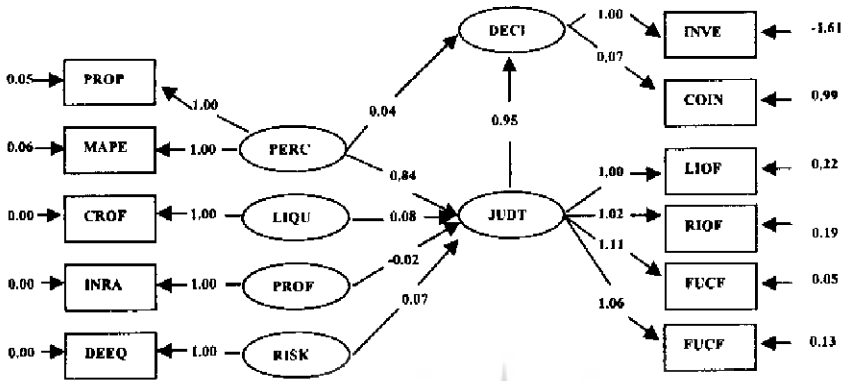 DECI 1.00 INVE -1.61
0.05 PROP 0.07
1.00 COIN 0.99
0.04 0.95
0.06 MAPE 1.00 PERC
0.84 1.00 LIOF 0.22
CROF 1.00 LIQU 0.08 JUDT 1.02 RIOF
0.00 0.19
-0.02 1.11
0.00 INRA 1.00 PROF FUCF 0.05
0.07 1.06
0.00 DEEQ 1.00 RISK FUCF 0.13